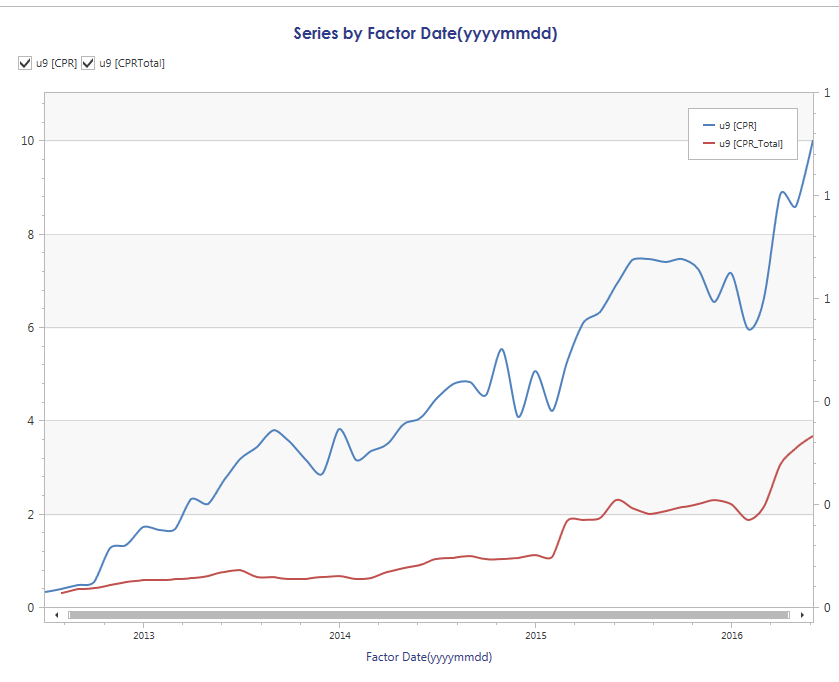 Series by Factor Date(yyyymmdd)
u9 [CPR] u9 [CPRTotal]
u9 [CPR]
u9 [CPR_Total]
10
8
6
4
2
0
1
1
1
0
0
0
2013 2014 2015 2016
Factor Date(yyyymmdd)